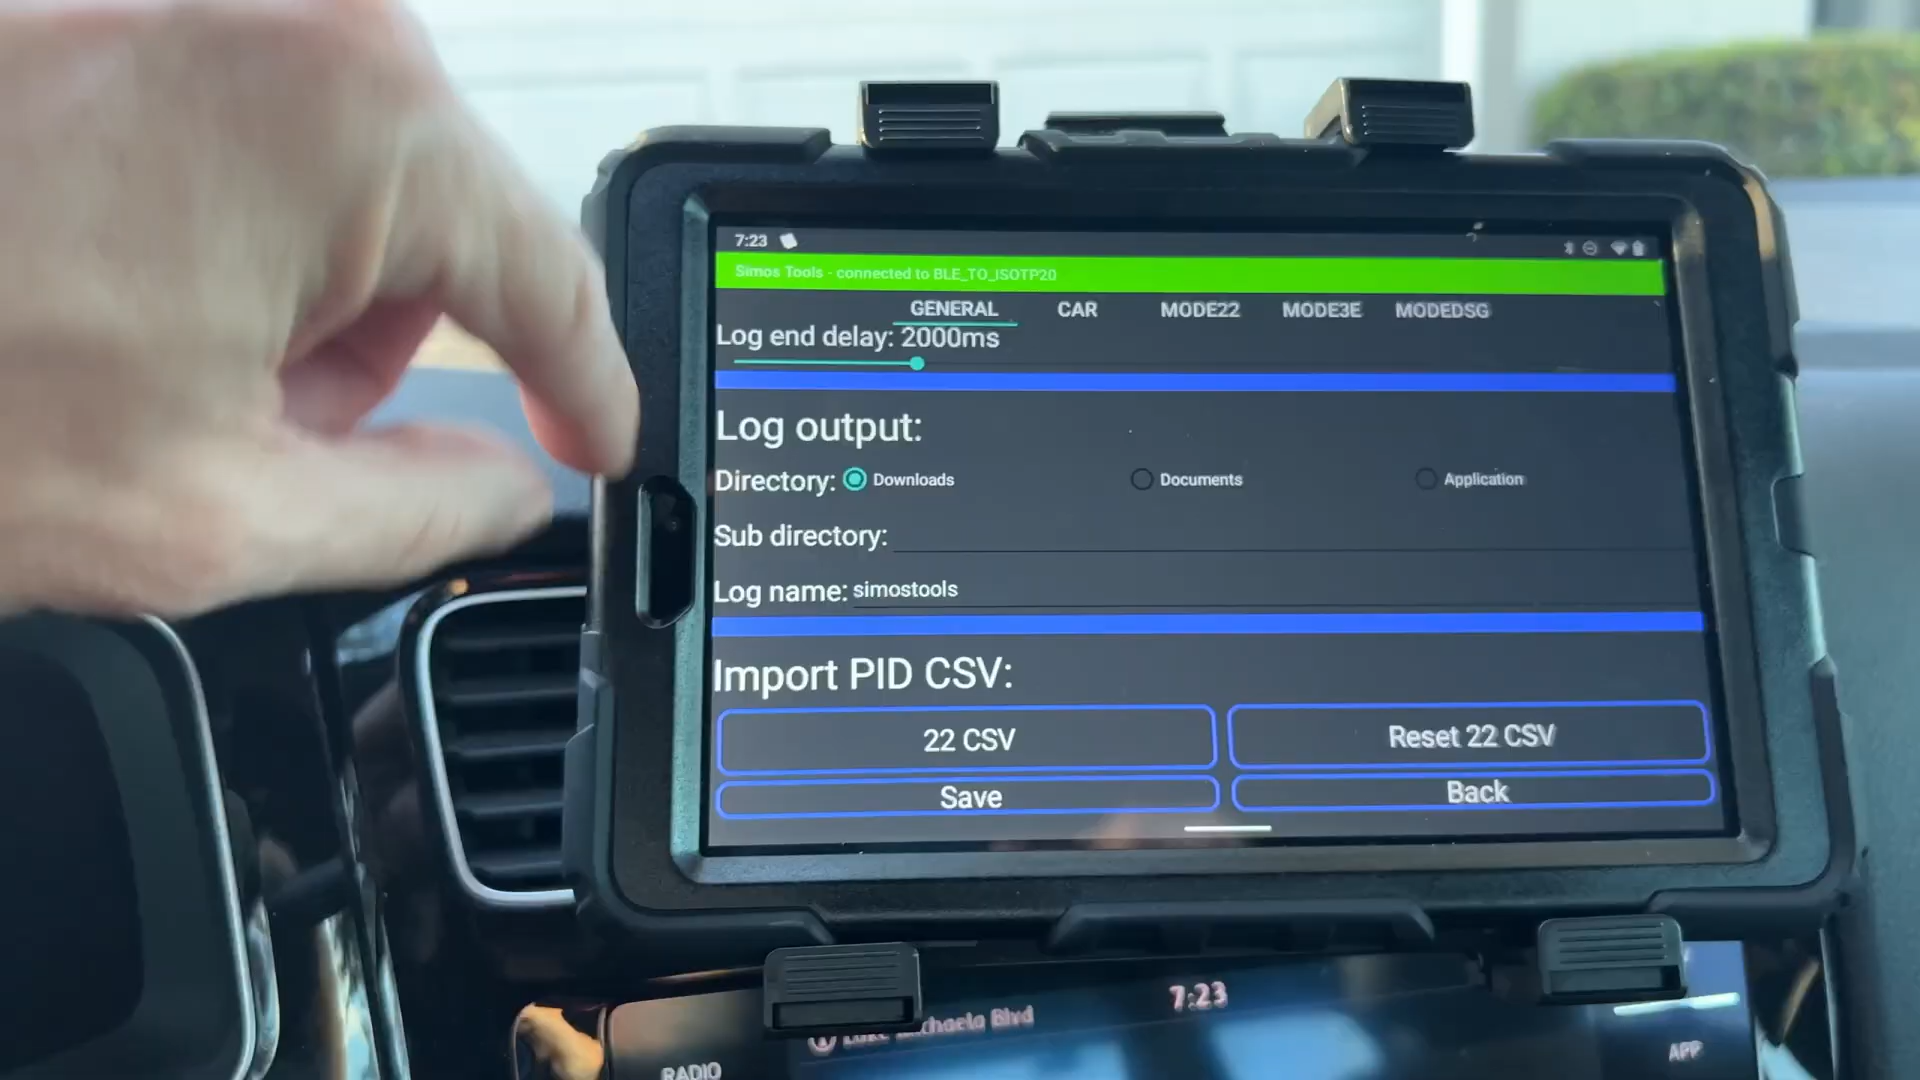 7:23
Simos Tools - connected to BLE_TO_ISOTP20
GENERAL CAR MODE22 MODE3E MODEDSG
Log end delay: 2000ms
Log output:
Directory: Downloads Documents Application
Sub directory:
Log name: simostools
Import PID CSV:
22 CSV Reset 22 CSV
Save Back
7:23
Blvd
RADIO APP